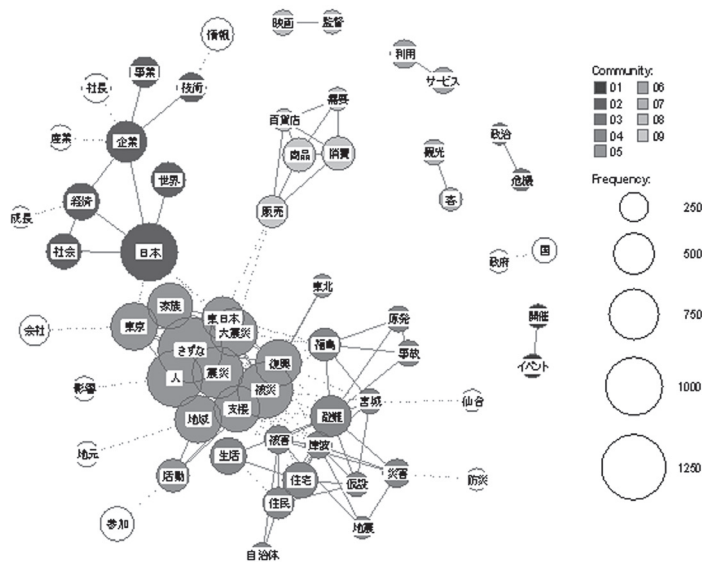 映画
監督
情報
利用
サービス
事業
社長
技術
需要
百貨店
産業
企業
商品
消費
観光
政治
世界
危機
経済
客
成長
販売
社会
日本
国
政府
東北
家族
東日本
大震災
原発
開催
会社
東京
きずな
福島
事故
復興
イベント
人
震災
影響
被災
宮城
仙台
支援
避難
地域
被害
津波
地元
生活
活動
災害
住宅
仮設
防災
住民
参加
地震
自治体
Community:
01 06
02 07
03 08
04 09
05
Frequency:
250
500
750
1000
1250